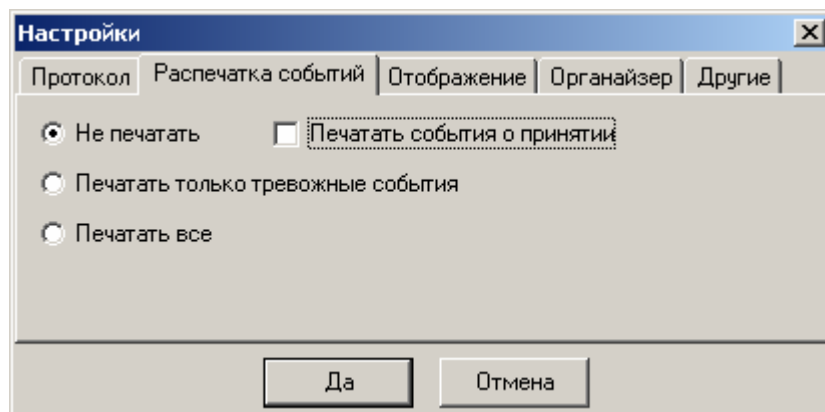 Настройки
Протокол Распечатка событий Отображение Органайзер Другие
Не печатать Печатать события о принятии
Печатать только тревожные события
Печатать все
Да Отмена